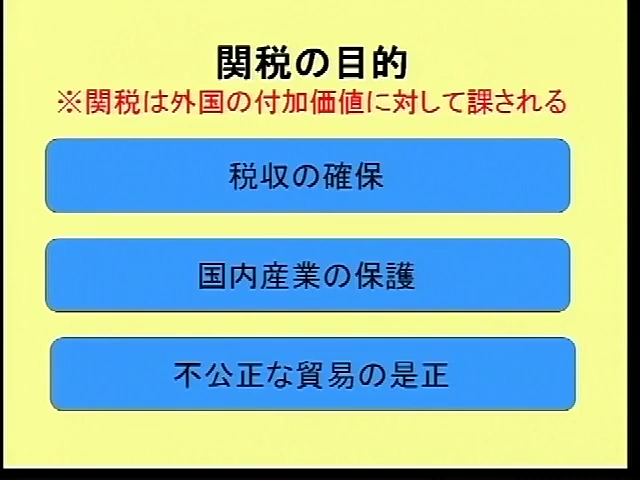 関税の目的
※関税は外国の付加価値に対して課される
税収の確保
国内産業の保護
不公正な貿易の是正